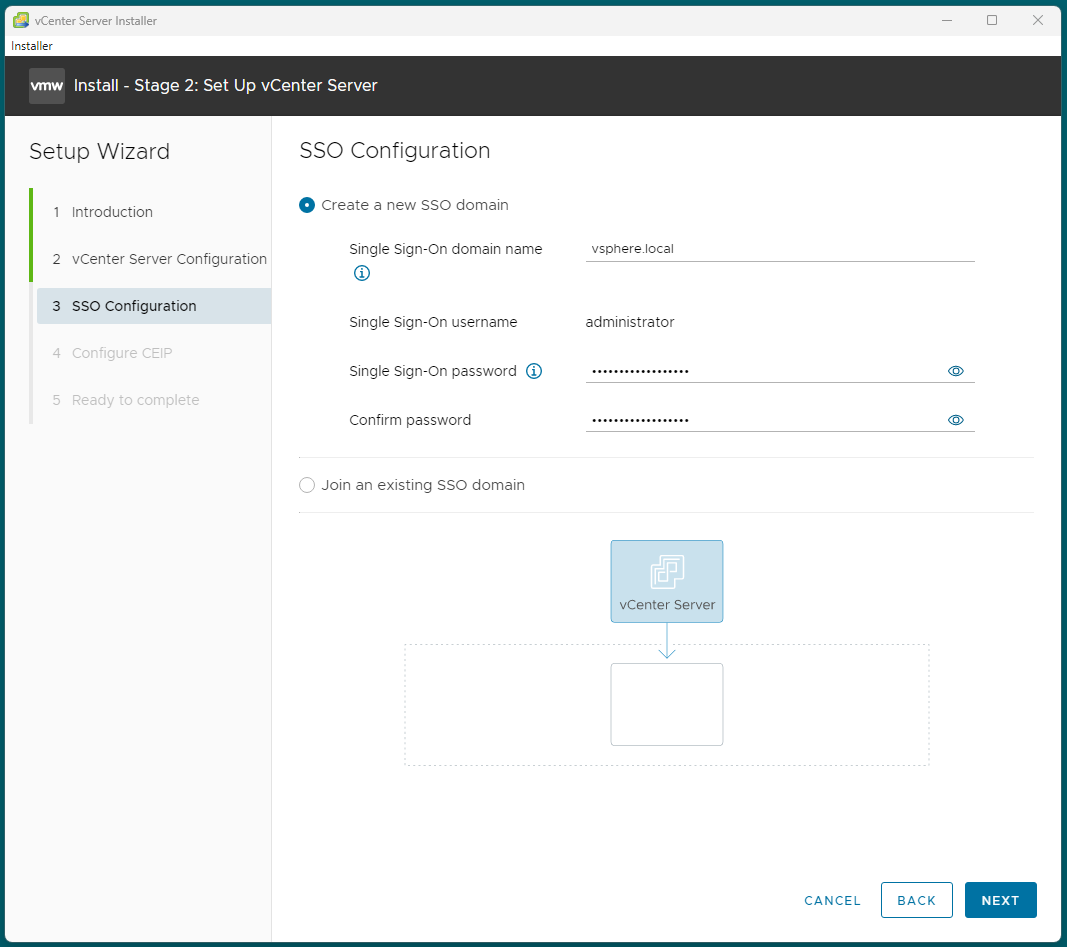 vCenter Server Installer
Installer
vmw Install - Stage 2: Set Up vCenter Server
Setup Wizard
1 Introduction
2 vCenter Server Configuration
3 SSO Configuration
4 Configure CEIP
5 Ready to complete
SSO Configuration
Create a new SSO domain
Single Sign-On domain name vsphere.local
Single Sign-On username administrator
Single Sign-On password ••••••••••••••••••
Confirm password ••••••••••••••••••
Join an existing SSO domain
vCenter Server
CANCEL BACK NEXT